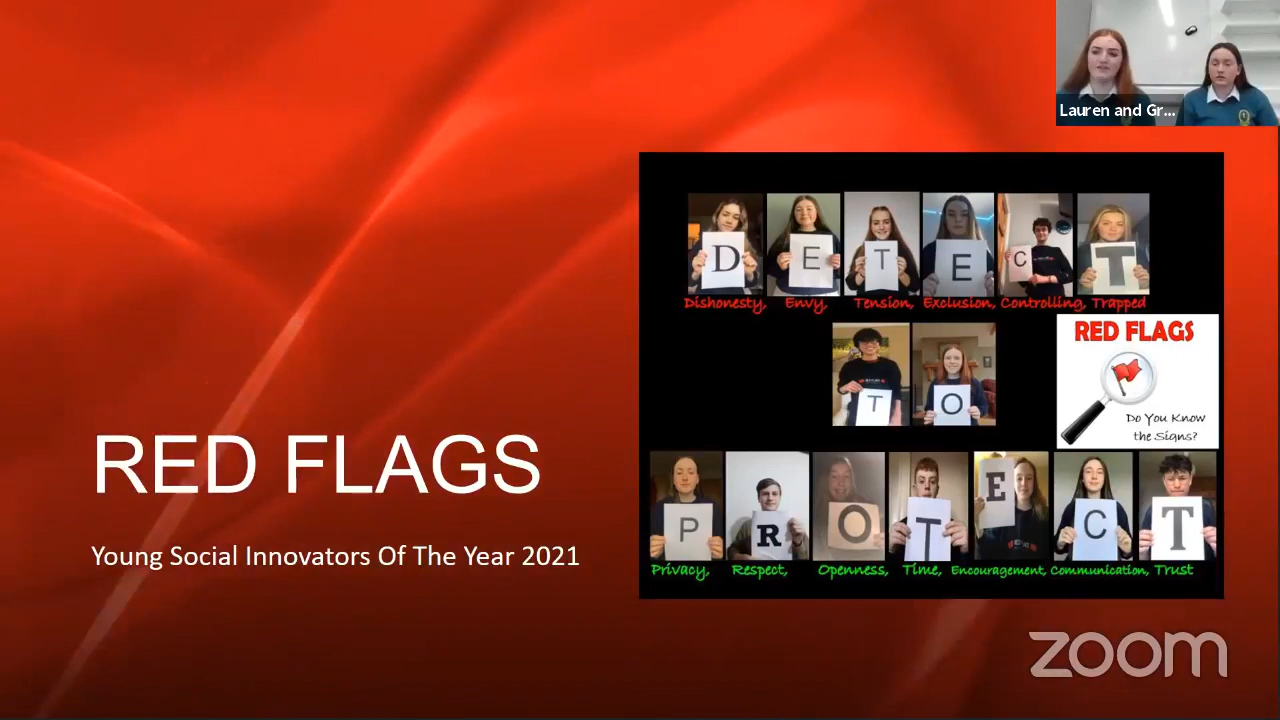 Lauren and Gr...
D E T E C T
Dishonesty, Envy, Tension, Exclusion, Controlling, Trapped
T O
RED FLAGS
Do You Know
the Signs?
RED FLAGS
P R O T E C T
Young Social Innovators Of The Year 2021
Privacy, Respect, Openness, Time, Encouragement, Communication, Trust
zoom